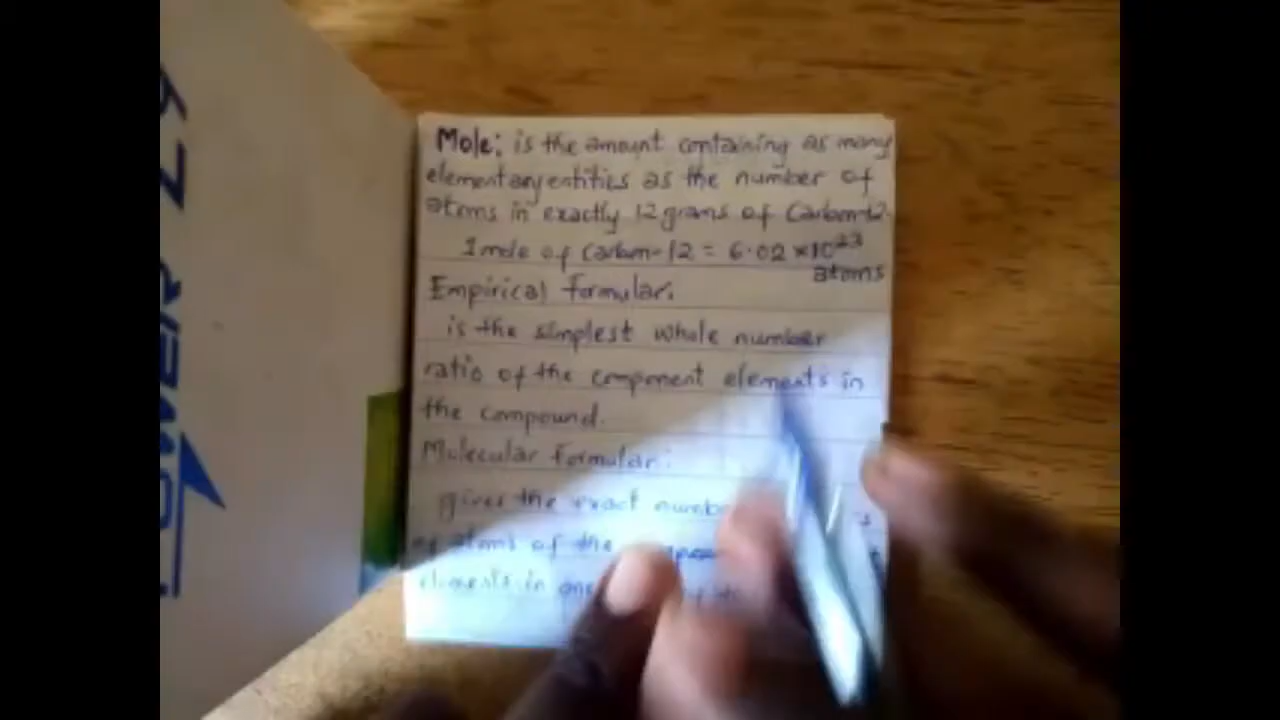 Mole: is the amount containing as many
elementary entities as the number of
atoms in exactly 12 grams of Carbon-12.
1 mole of Carbon-12 = 6.02 × 10²³
atoms
Empirical formular.
is the simplest whole number
ratio of the component elements in
the compound.
Molecular formular:
gives the exact
of atoms of the
elements in one